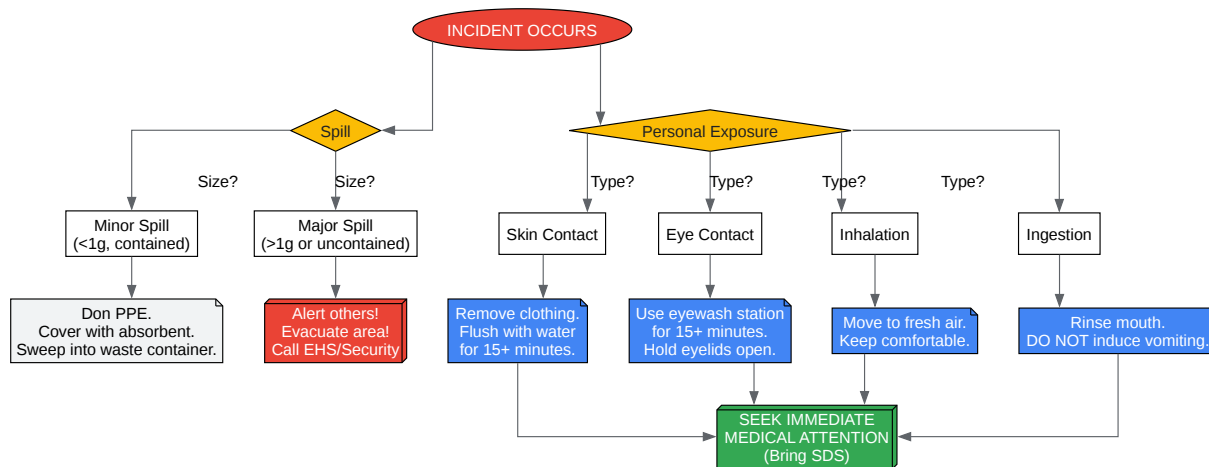 INCIDENT OCCURS
Spill
Personal Exposure
Size?
Size?
Type?
Type?
Type?
Type?
Minor Spill
(<1g, contained)
Major Spill
(>1g or uncontained)
Skin Contact
Eye Contact
Inhalation
Ingestion
Don PPE.
Cover with absorbent.
Sweep into waste container.
Alert others!
Evacuate area!
Call EHS/Security
Remove clothing.
Flush with water
for 15+ minutes.
Use eyewash station
for 15+ minutes.
Hold eyelids open.
Move to fresh air.
Keep comfortable.
Rinse mouth.
DO NOT induce vomiting.
SEEK IMMEDIATE
MEDICAL ATTENTION
(Bring SDS)